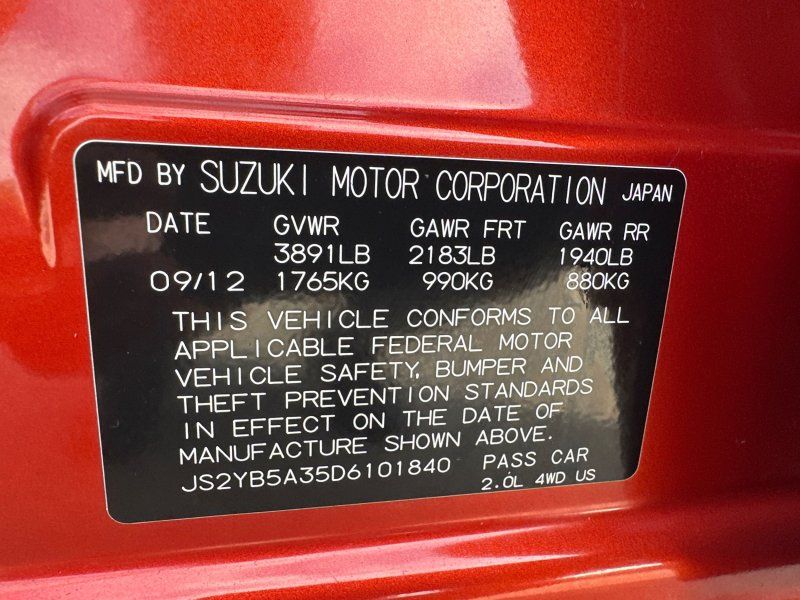 MFD BY SUZUKI MOTOR CORPORATION JAPAN
DATE GVWR GAWR FRT GAWR RR
3891LB 2183LB 1940LB
09/12 1765KG 990KG 880KG
THIS VEHICLE CONFORMS TO ALL
APPLICABLE FEDERAL MOTOR
VEHICLE SAFETY, BUMPER AND
THEFT PREVENTION STANDARDS
IN EFFECT ON THE DATE OF
MANUFACTURE SHOWN ABOVE.
JS2YB5A35D6101840 PASS CAR
2.0L 4WD US